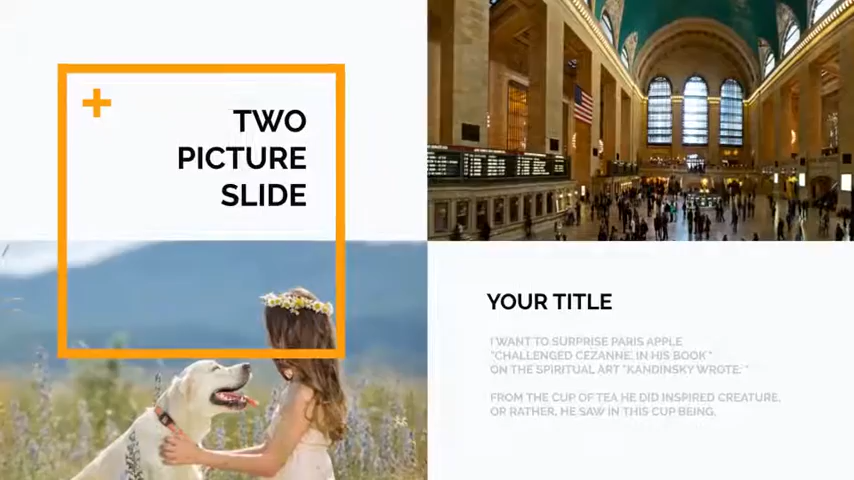 TWO
PICTURE
SLIDE
YOUR TITLE
I WANT TO SURPRISE PARIS APPLE
"CHALLENGED CEZANNE, IN HIS BOOK "
ON THE SPIRITUAL ART "KANDINSKY WROTE. "
FROM THE CUP OF TEA HE DID INSPIRED CREATURE,
OR RATHER, HE SAW IN THIS CUP BEING,